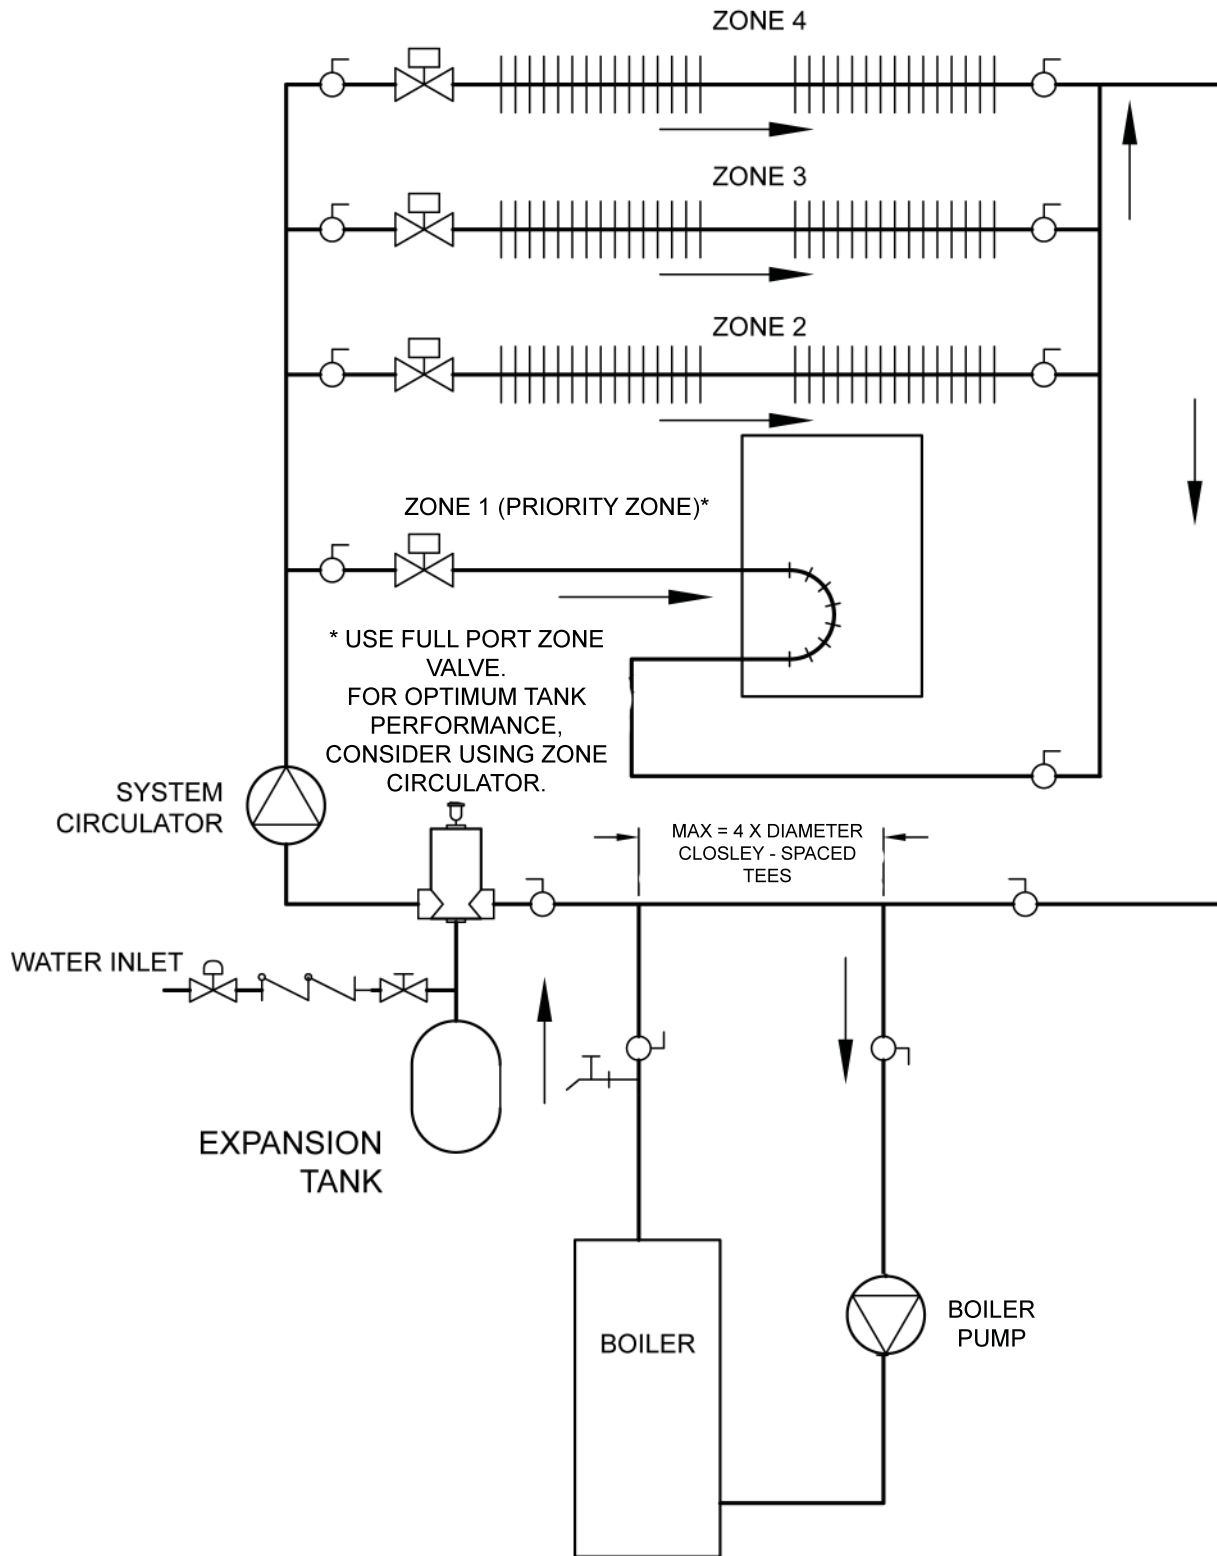 ZONE 4
ZONE 3
ZONE 2
ZONE 1 (PRIORITY ZONE)*
* USE FULL PORT ZONE
VALVE.
FOR OPTIMUM TANK
PERFORMANCE,
CONSIDER USING ZONE
CIRCULATOR.
SYSTEM
CIRCULATOR
MAX = 4 X DIAMETER
CLOSLEY - SPACED
TEES
WATER INLET
EXPANSION
TANK
BOILER
BOILER
PUMP